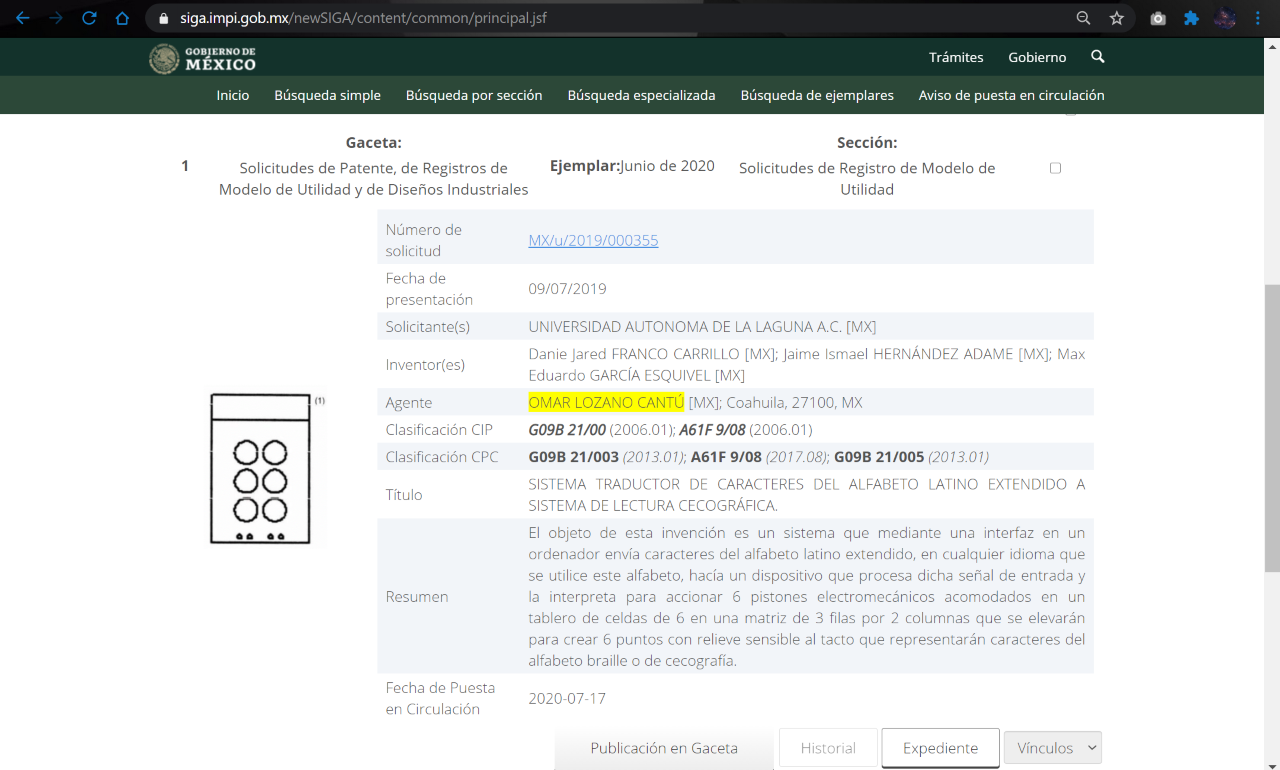 siga.impi.gob.mx/newSIGA/content/common/principal.jsf
GOBIERNO DE
MÉXICO
Trámites Gobierno
Inicio Búsqueda simple Búsqueda por sección Búsqueda especializada Búsqueda de ejemplares Aviso de puesta en circulación
Gaceta: Sección:
1 Solicitudes de Patente, de Registros de Ejemplar:Junio de 2020 Solicitudes de Registro de Modelo de
Modelo de Utilidad y de Diseños Industriales Utilidad
Número de
solicitud
MX/u/2019/000355
Fecha de
presentación
09/07/2019
Solicitante(s) UNIVERSIDAD AUTONOMA DE LA LAGUNA A.C. [MX]
Inventor(es)
Danie Jared FRANCO CARRILLO [MX]; Jaime Ismael HERNÁNDEZ ADAME [MX]; Max
Eduardo GARCÍA ESQUIVEL [MX]
Agente OMAR LOZANO CANTÚ [MX]; Coahuila, 27100, MX
Clasificación CIP G09B 21/00 (2006.01); A61F 9/08 (2006.01)
Clasificación CPC G09B 21/003 (2013.01); A61F 9/08 (2017.08); G09B 21/005 (2013.01)
Título
SISTEMA TRADUCTOR DE CARACTERES DEL ALFABETO LATINO EXTENDIDO A
SISTEMA DE LECTURA CECOGRÁFICA.
(1)
Resumen
El objeto de esta invención es un sistema que mediante una interfaz en un
ordenador envía caracteres del alfabeto latino extendido, en cualquier idioma que
se utilice este alfabeto, hacía un dispositivo que procesa dicha señal de entrada y
la interpreta para accionar 6 pistones electromecánicos acomodados en un
tablero de celdas de 6 en una matriz de 3 filas por 2 columnas que se elevarán
para crear 6 puntos con relieve sensible al tacto que representarán caracteres del
alfabeto braille o de cecografía.
Fecha de Puesta
en Circulación
2020-07-17
Publicación en Gaceta Historial Expediente Vínculos